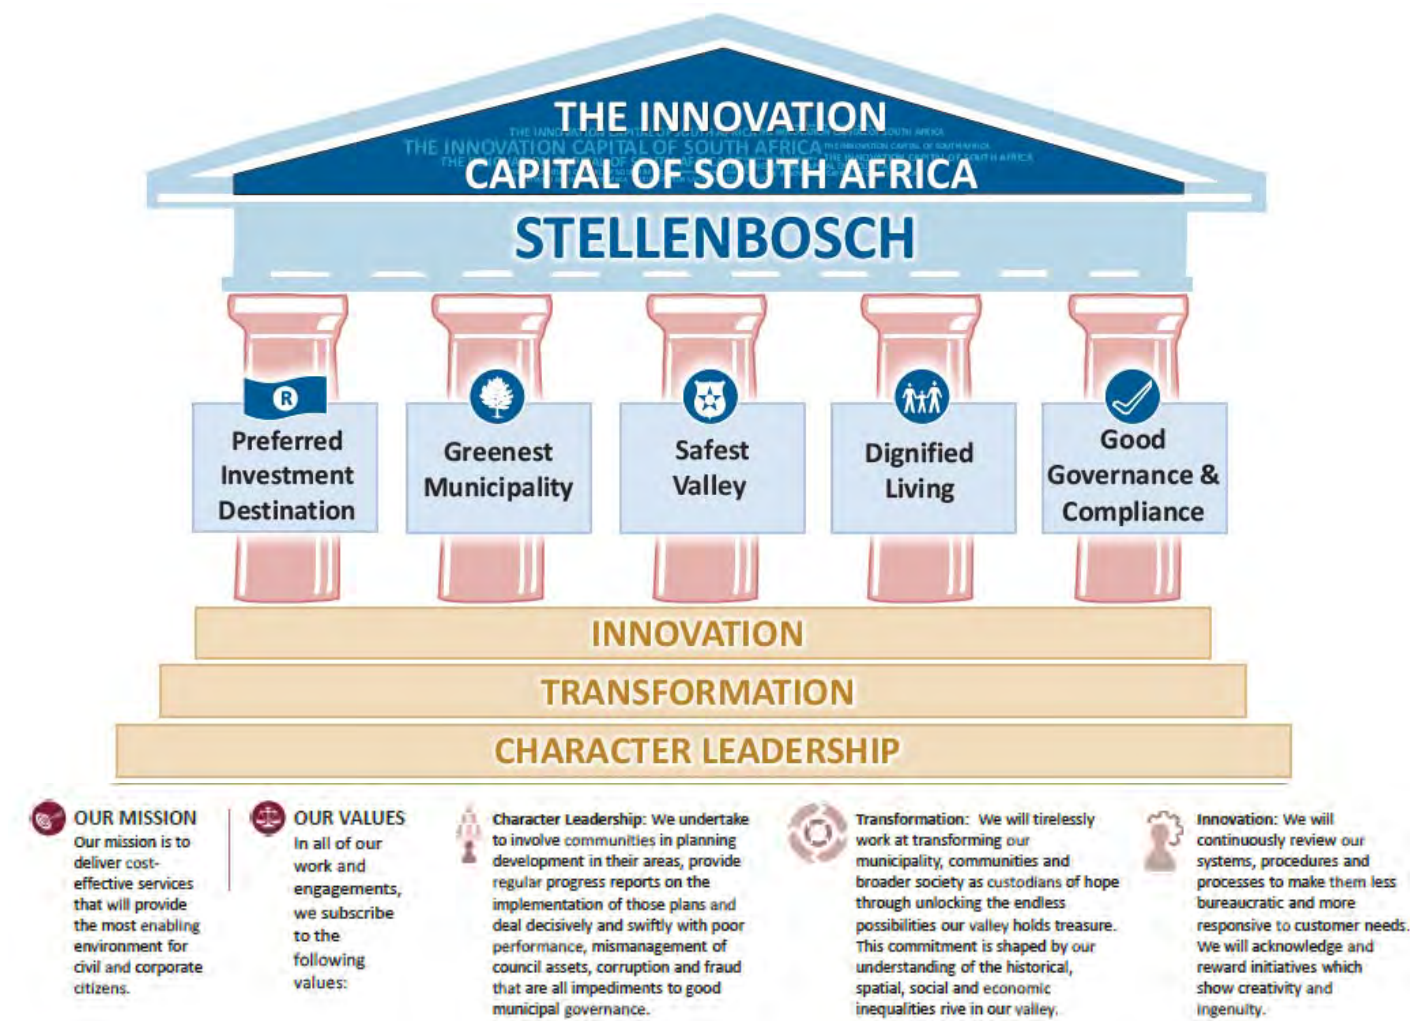 THE INNOVATION
CAPITAL OF SOUTH AFRICA
THE INNOVATION CAPITAL OF SOUTH AFRICA
STELLENBOSCH
R
Preferred
Investment
Destination
Greenest
Municipality
Safest
Valley
Dignified
Living
Good
Governance &
Compliance
INNOVATION
TRANSFORMATION
CHARACTER LEADERSHIP
OUR MISSION
Our mission is to
deliver cost-
effective services
that will provide
the most enabling
environment for
civil and corporate
citizens.
OUR VALUES
In all of our
work and
engagements,
we subscribe
to the
following
values:
Character Leadership: We undertake
to involve communities in planning
development in their areas, provide
regular progress reports on the
implementation of those plans and
deal decisively and swiftly with poor
performance, mismanagement of
council assets, corruption and fraud
that are all impediments to good
municipal governance.
Transformation: We will tirelessly
work at transforming our
municipality, communities and
broader society as custodians of hope
through unlocking the endless
possibilities our valley holds treasure.
This commitment is shaped by our
understanding of the historical,
spatial, social and economic
inequalities rive in our valley.
Innovation: We will
continuously review our
systems, procedures and
processes to make them less
bureaucratic and more
responsive to customer needs.
We will acknowledge and
reward initiatives which
show creativity and
ingenuity.